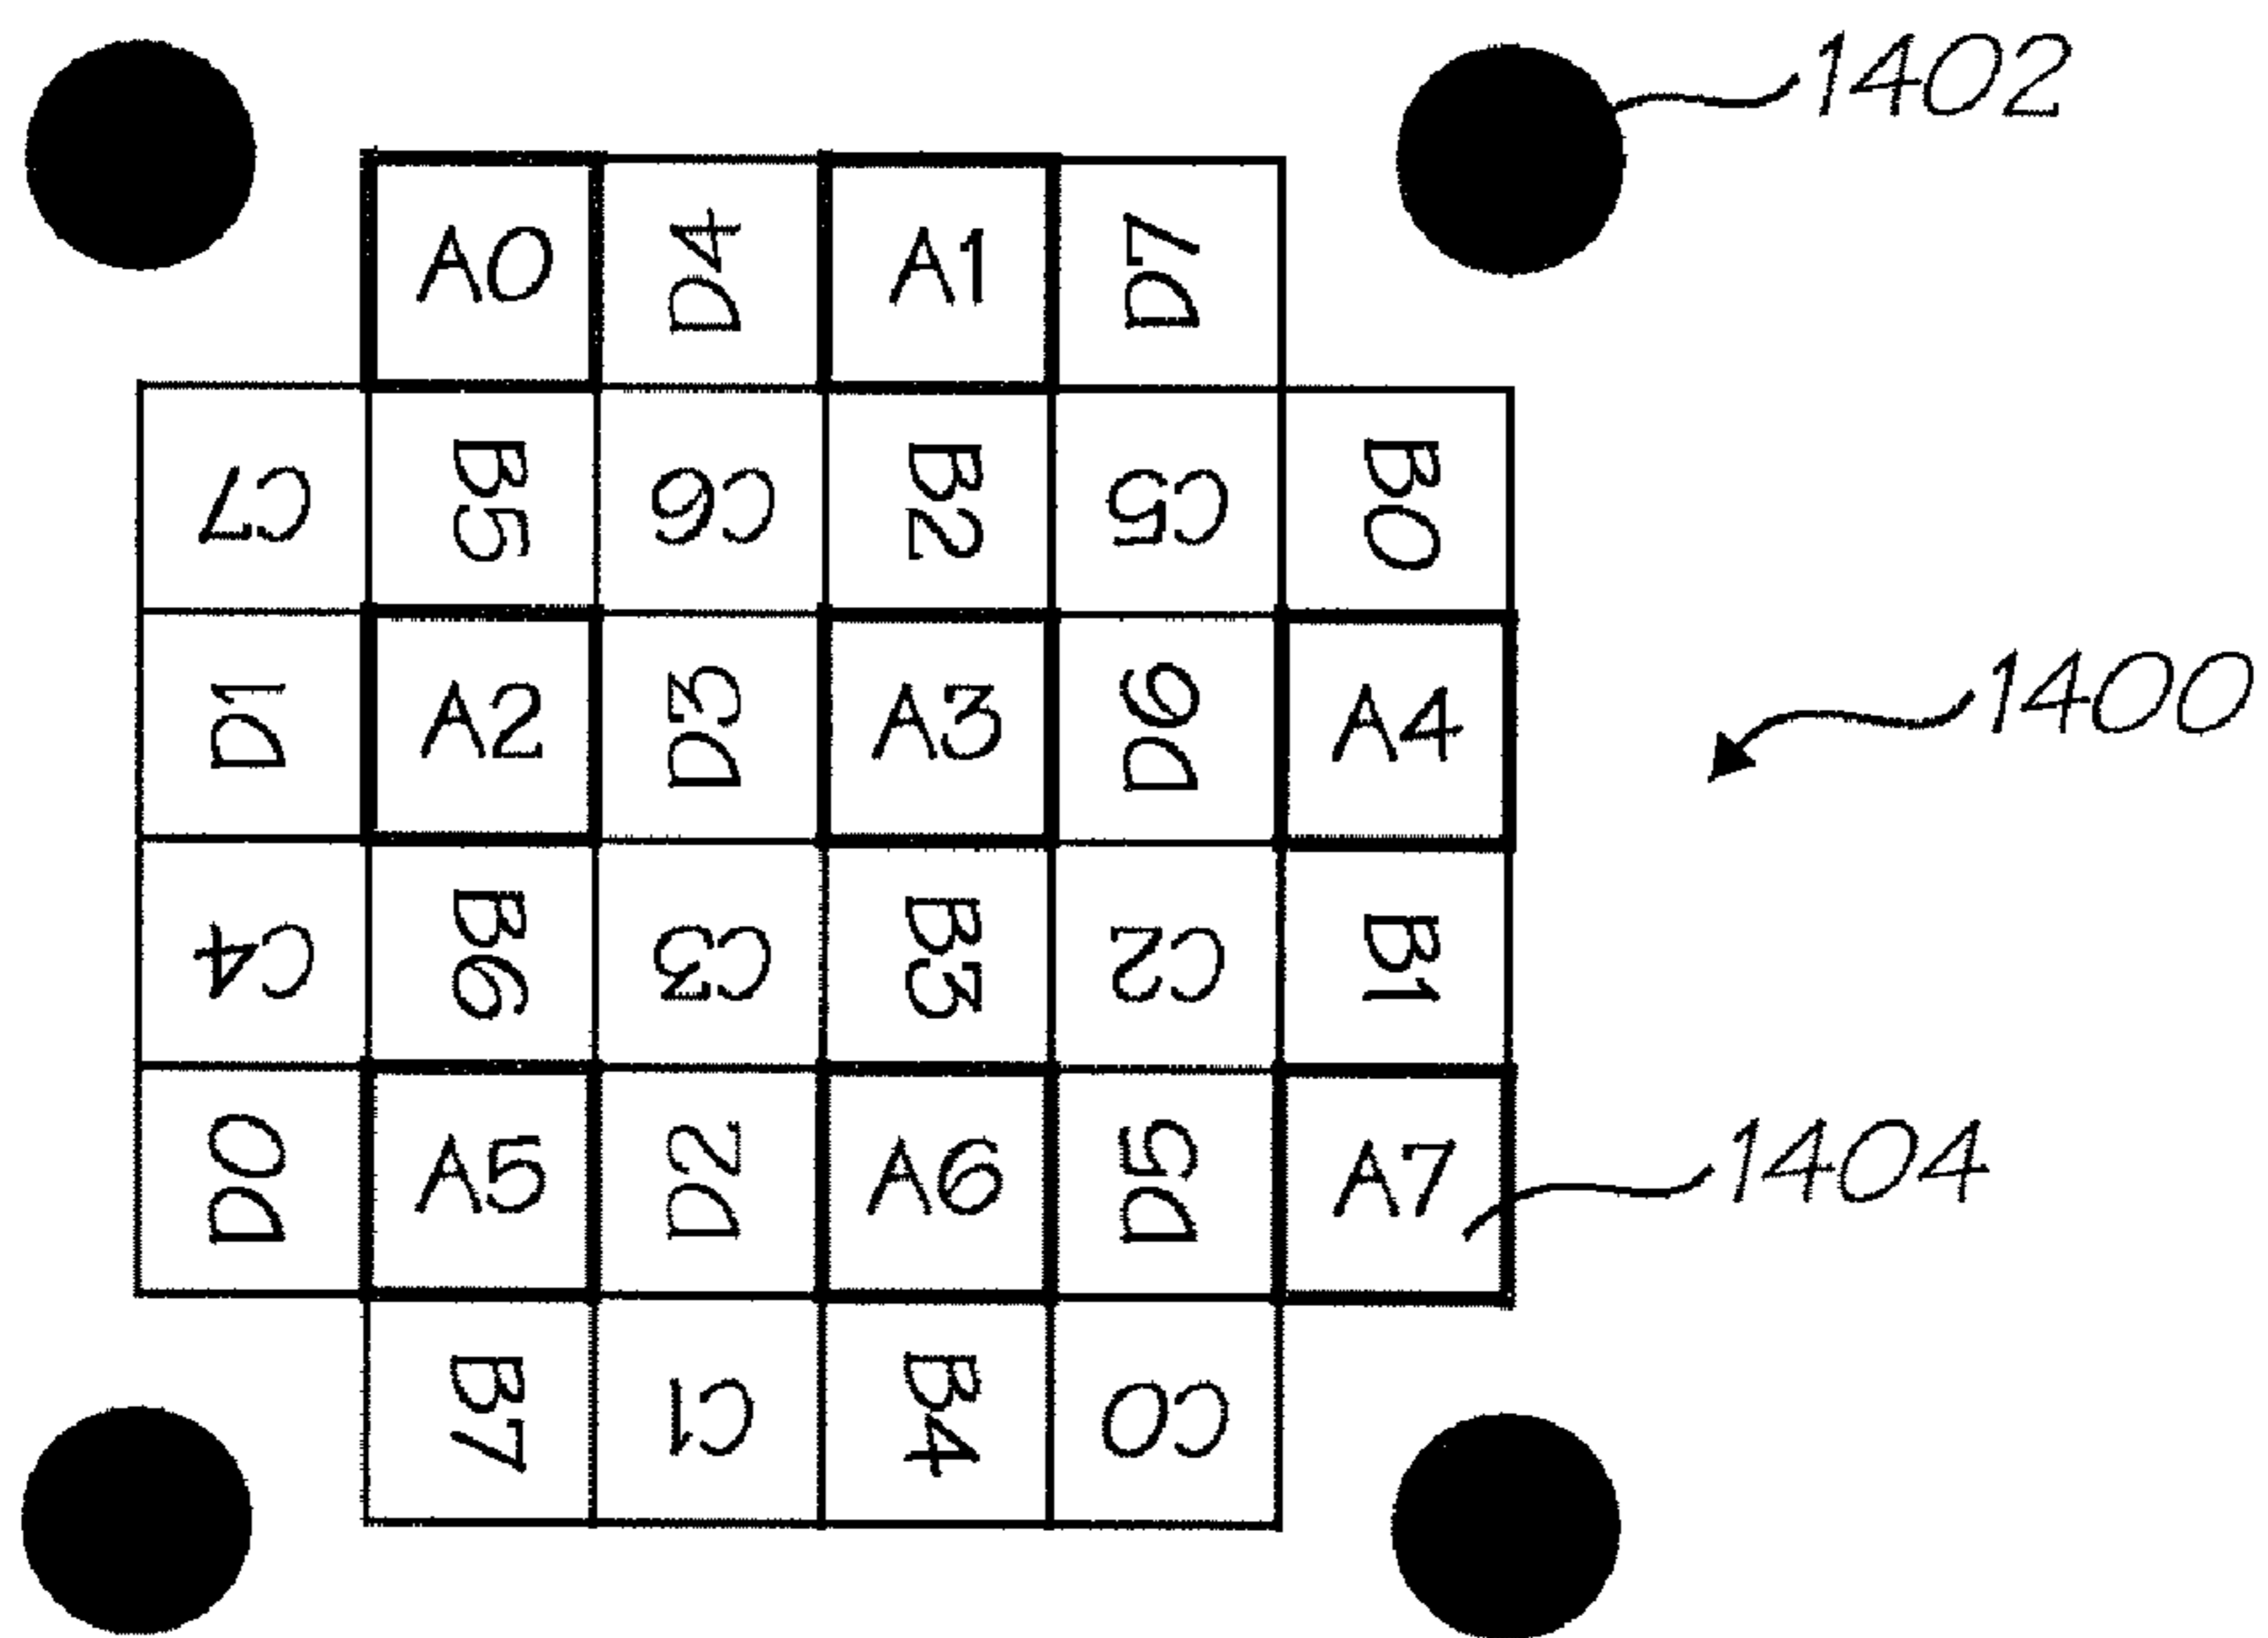 1402
A0 D4 A1 D7
C7 B5 C6 B2 C5 B0
D1 A2 D3 A3 D6 A4
1400
C4 B6 C3 B3 C2 B1
D0 A5 D2 A6 D5 A7
1404
B7 C1 B4 C0